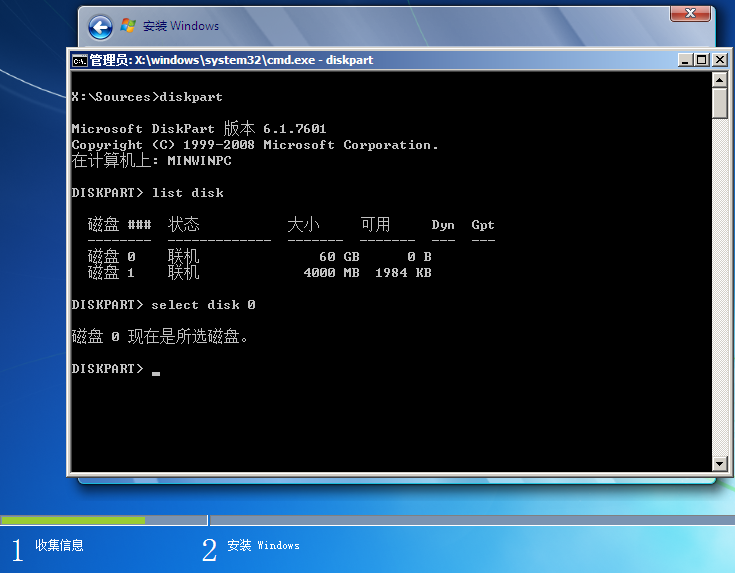 安装 Windows
管理员: X:\windows\system32\cmd.exe - diskpart
X:\Sources>diskpart
Microsoft DiskPart 版本 6.1.7601
Copyright (C) 1999-2008 Microsoft Corporation.
在计算机上: MINWINPC
DISKPART> list disk
磁盘 ###  状态           大小     可用     Dyn  Gpt
--------  -------------  -------  -------  ---  ---
磁盘 0    联机              60 GB      0 B
磁盘 1    联机            4000 MB  1984 KB
DISKPART> select disk 0
磁盘 0 现在是所选磁盘。
DISKPART> _
1 收集信息
2 安装 Windows